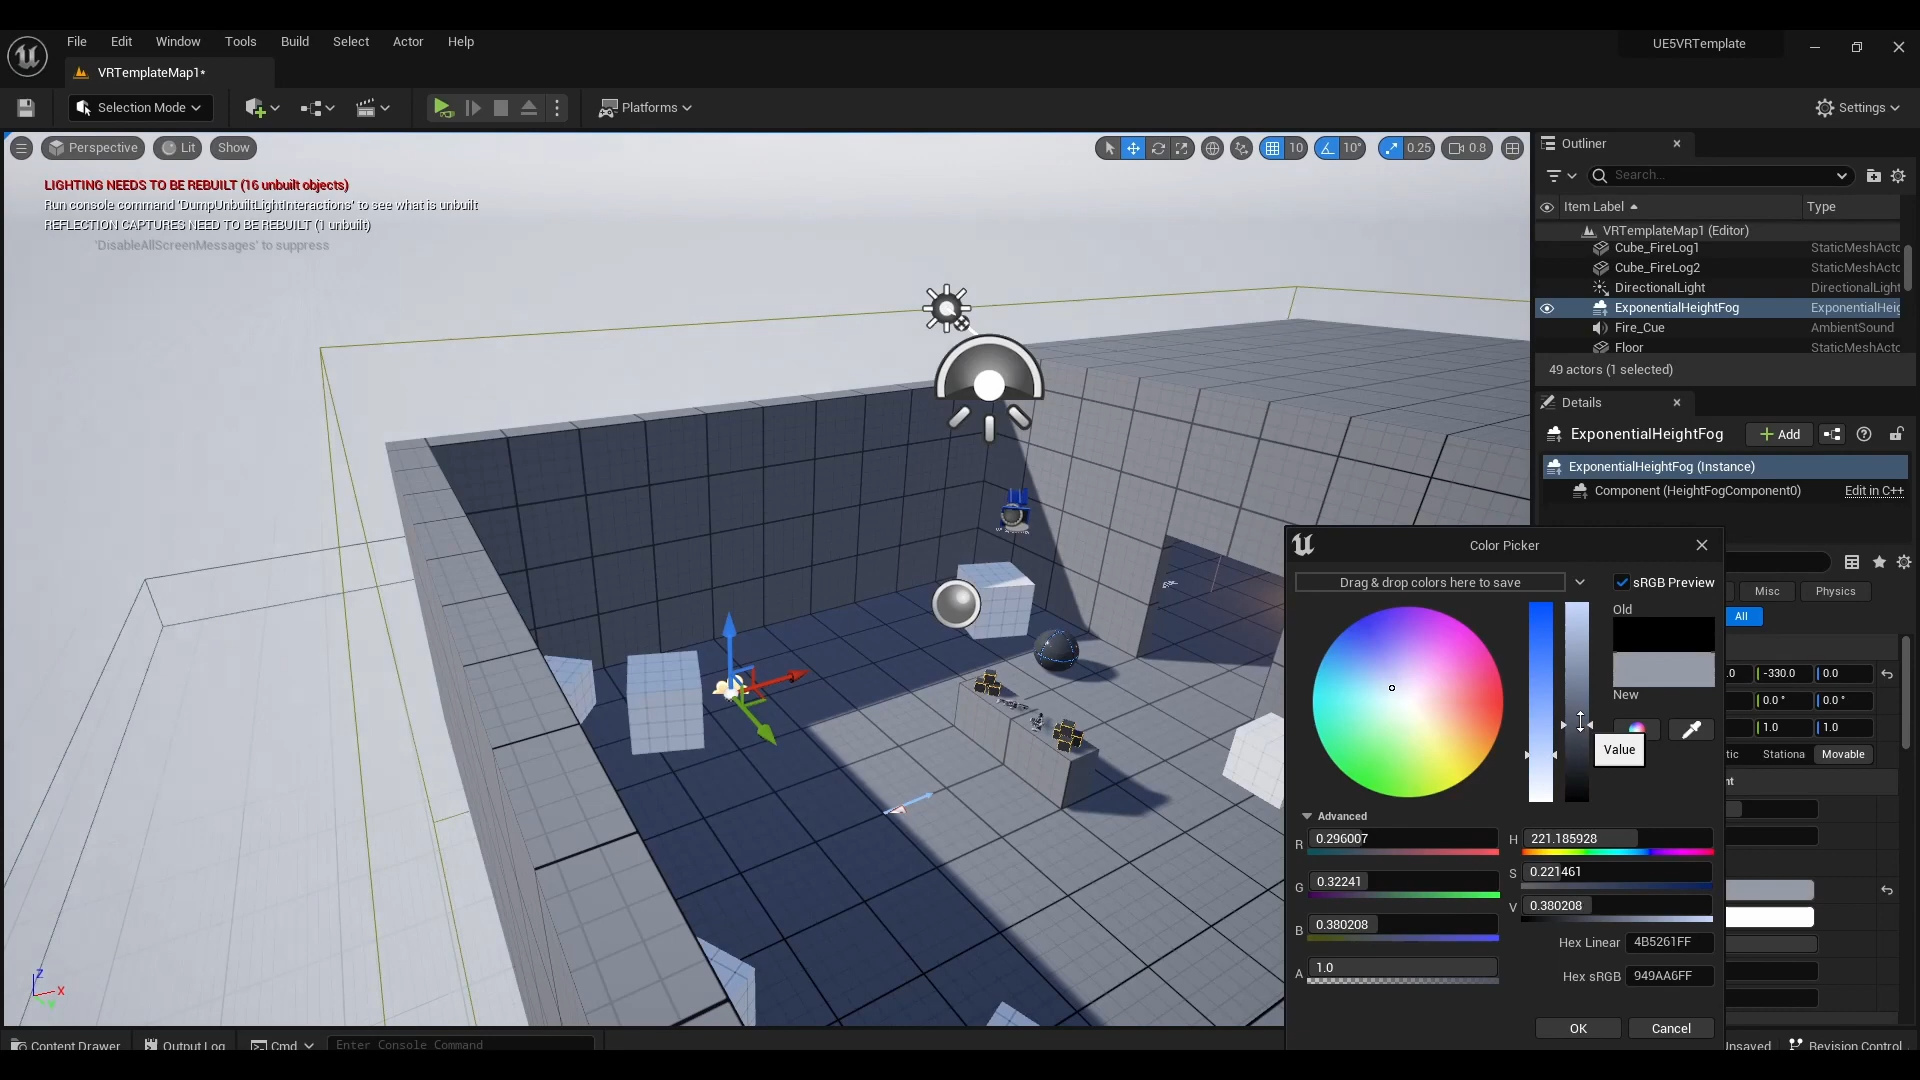 File Edit Window Tools Build Select Actor Help
UE5VRTemplate
VRTemplateMap1*
Selection Mode
Platforms
Settings
Perspective Lit Show
10 10° 0.25 0.8
LIGHTING NEEDS TO BE REBUILT (16 unbuilt objects)
Run console command 'DumpUnbuiltLightInteractions' to see what is unbuilt
REFLECTION CAPTURES NEED TO BE REBUILT (1 unbuilt)
'DisableAllScreenMessages' to suppress
Outliner
Search...
Item Label Type
VRTemplateMap1 (Editor)
Cube_FireLog1 StaticMeshActo
Cube_FireLog2 StaticMeshActo
DirectionalLight DirectionalLight
ExponentialHeightFog ExponentialHeig
Fire_Cue AmbientSound
Floor StaticMeshActo
49 actors (1 selected)
Details
ExponentialHeightFog Add
ExponentialHeightFog (Instance)
Component (HeightFogComponent0) Edit in C++
Misc Physics
All
.0 -330.0 0.0
0.0° 0.0°
1.0 1.0
tic Stationa Movable
nt
Color Picker
Drag & drop colors here to save
sRGB Preview
Old
New
Value
Advanced
R 0.296007 H 221.185928
G 0.32241 S 0.221461
B 0.380208 V 0.380208
Hex Linear 4B5261FF
A 1.0
Hex sRGB 949AA6FF
OK Cancel
Z
X
Content Drawer Output Log Cmd Enter Console Command
Unsaved Revision Control